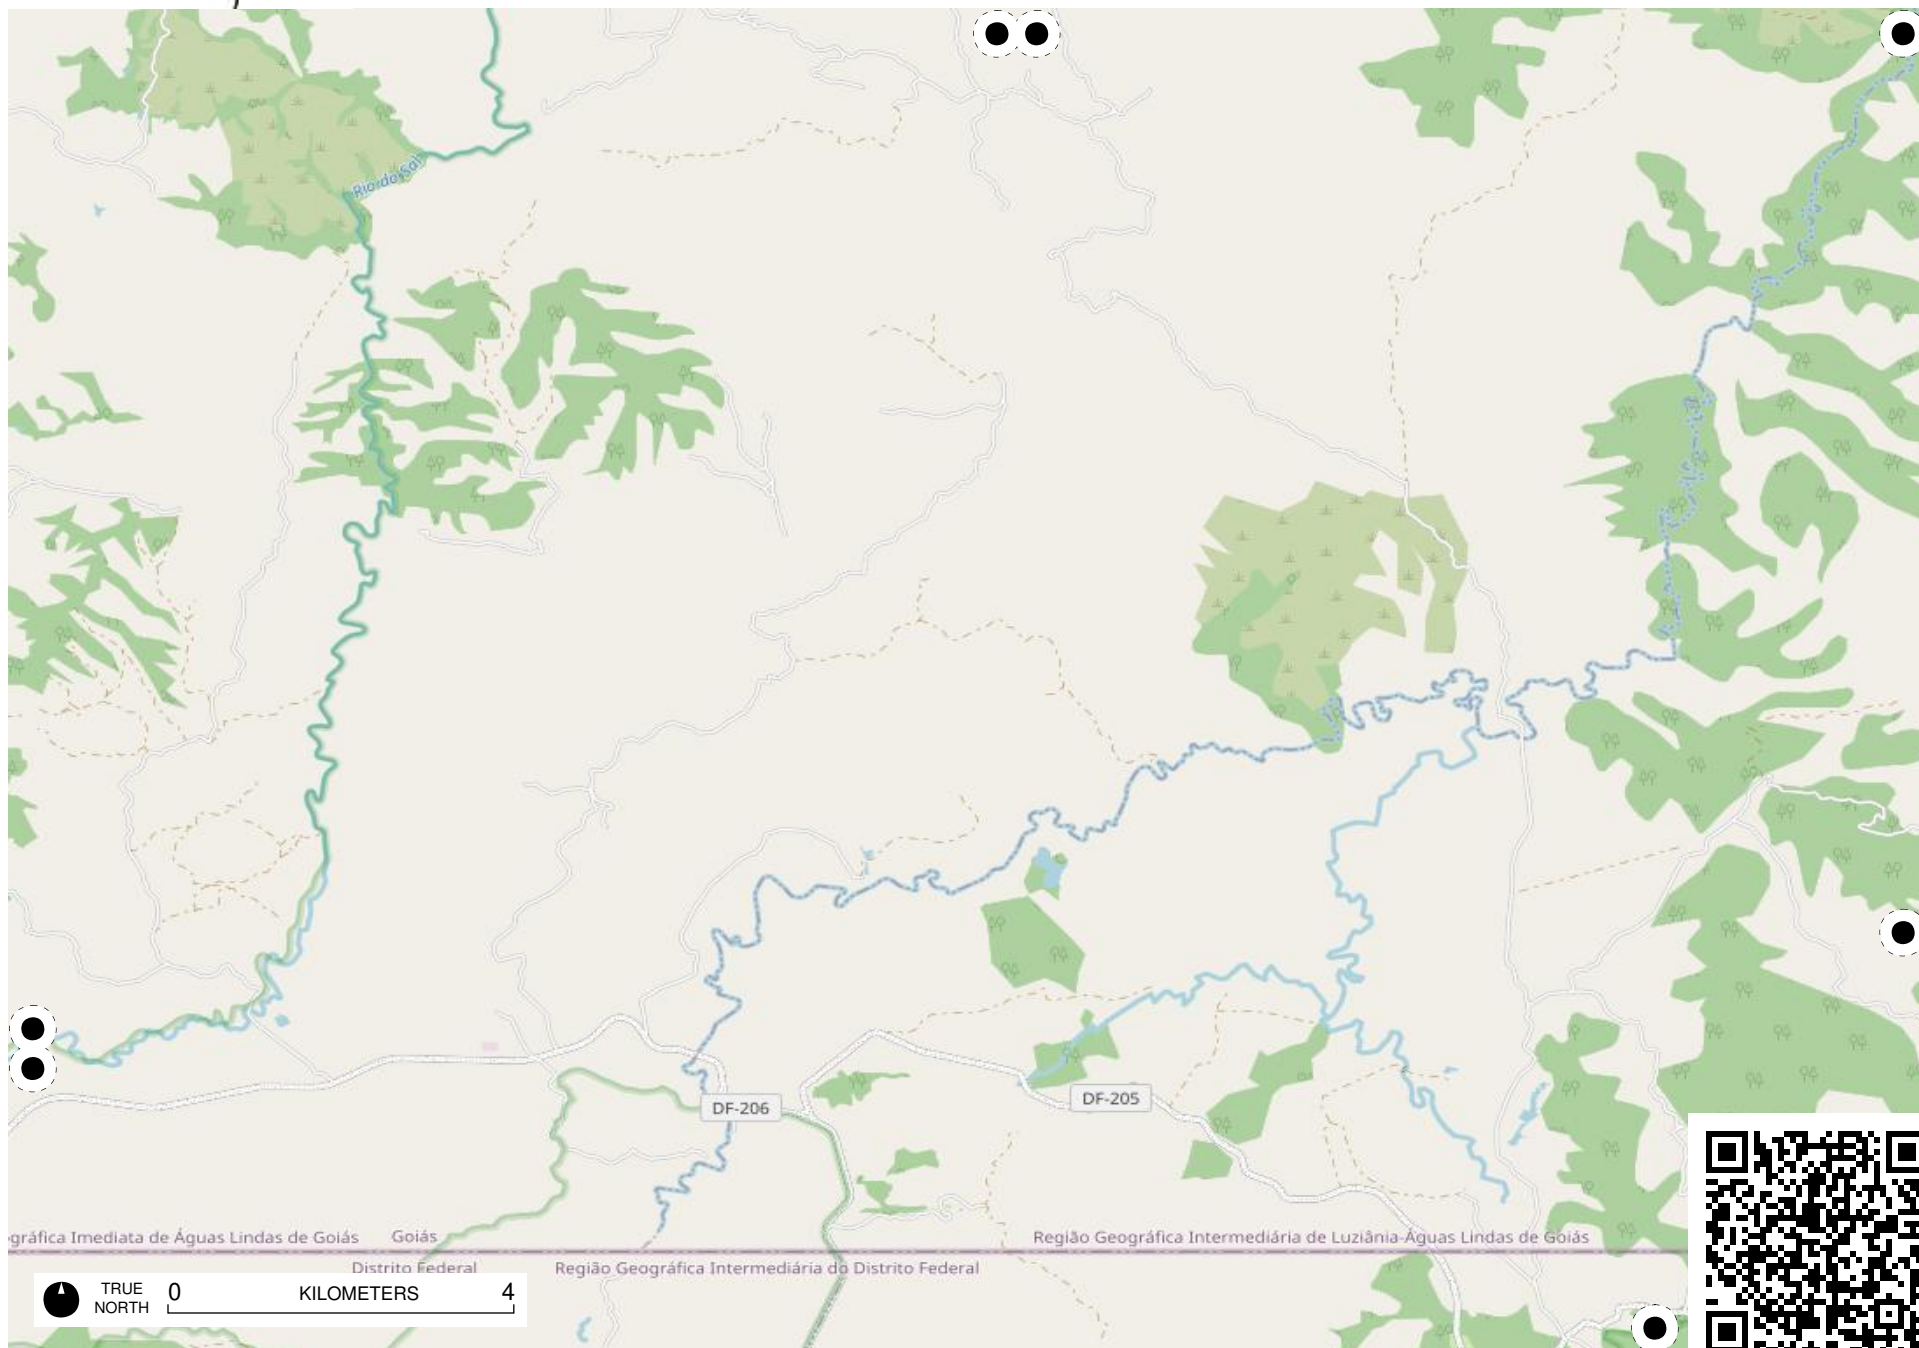 Rio do Sal
DF-205
DF-206
gráfica Imediata de Águas Lindas de Goiás
Goiás
Região Geográfica Intermediária de Luziânia-Águas Lindas de Goiás
Distrito Federal
Região Geográfica Intermediária do Distrito Federal
TRUE
NORTH
0
KILOMETERS
4